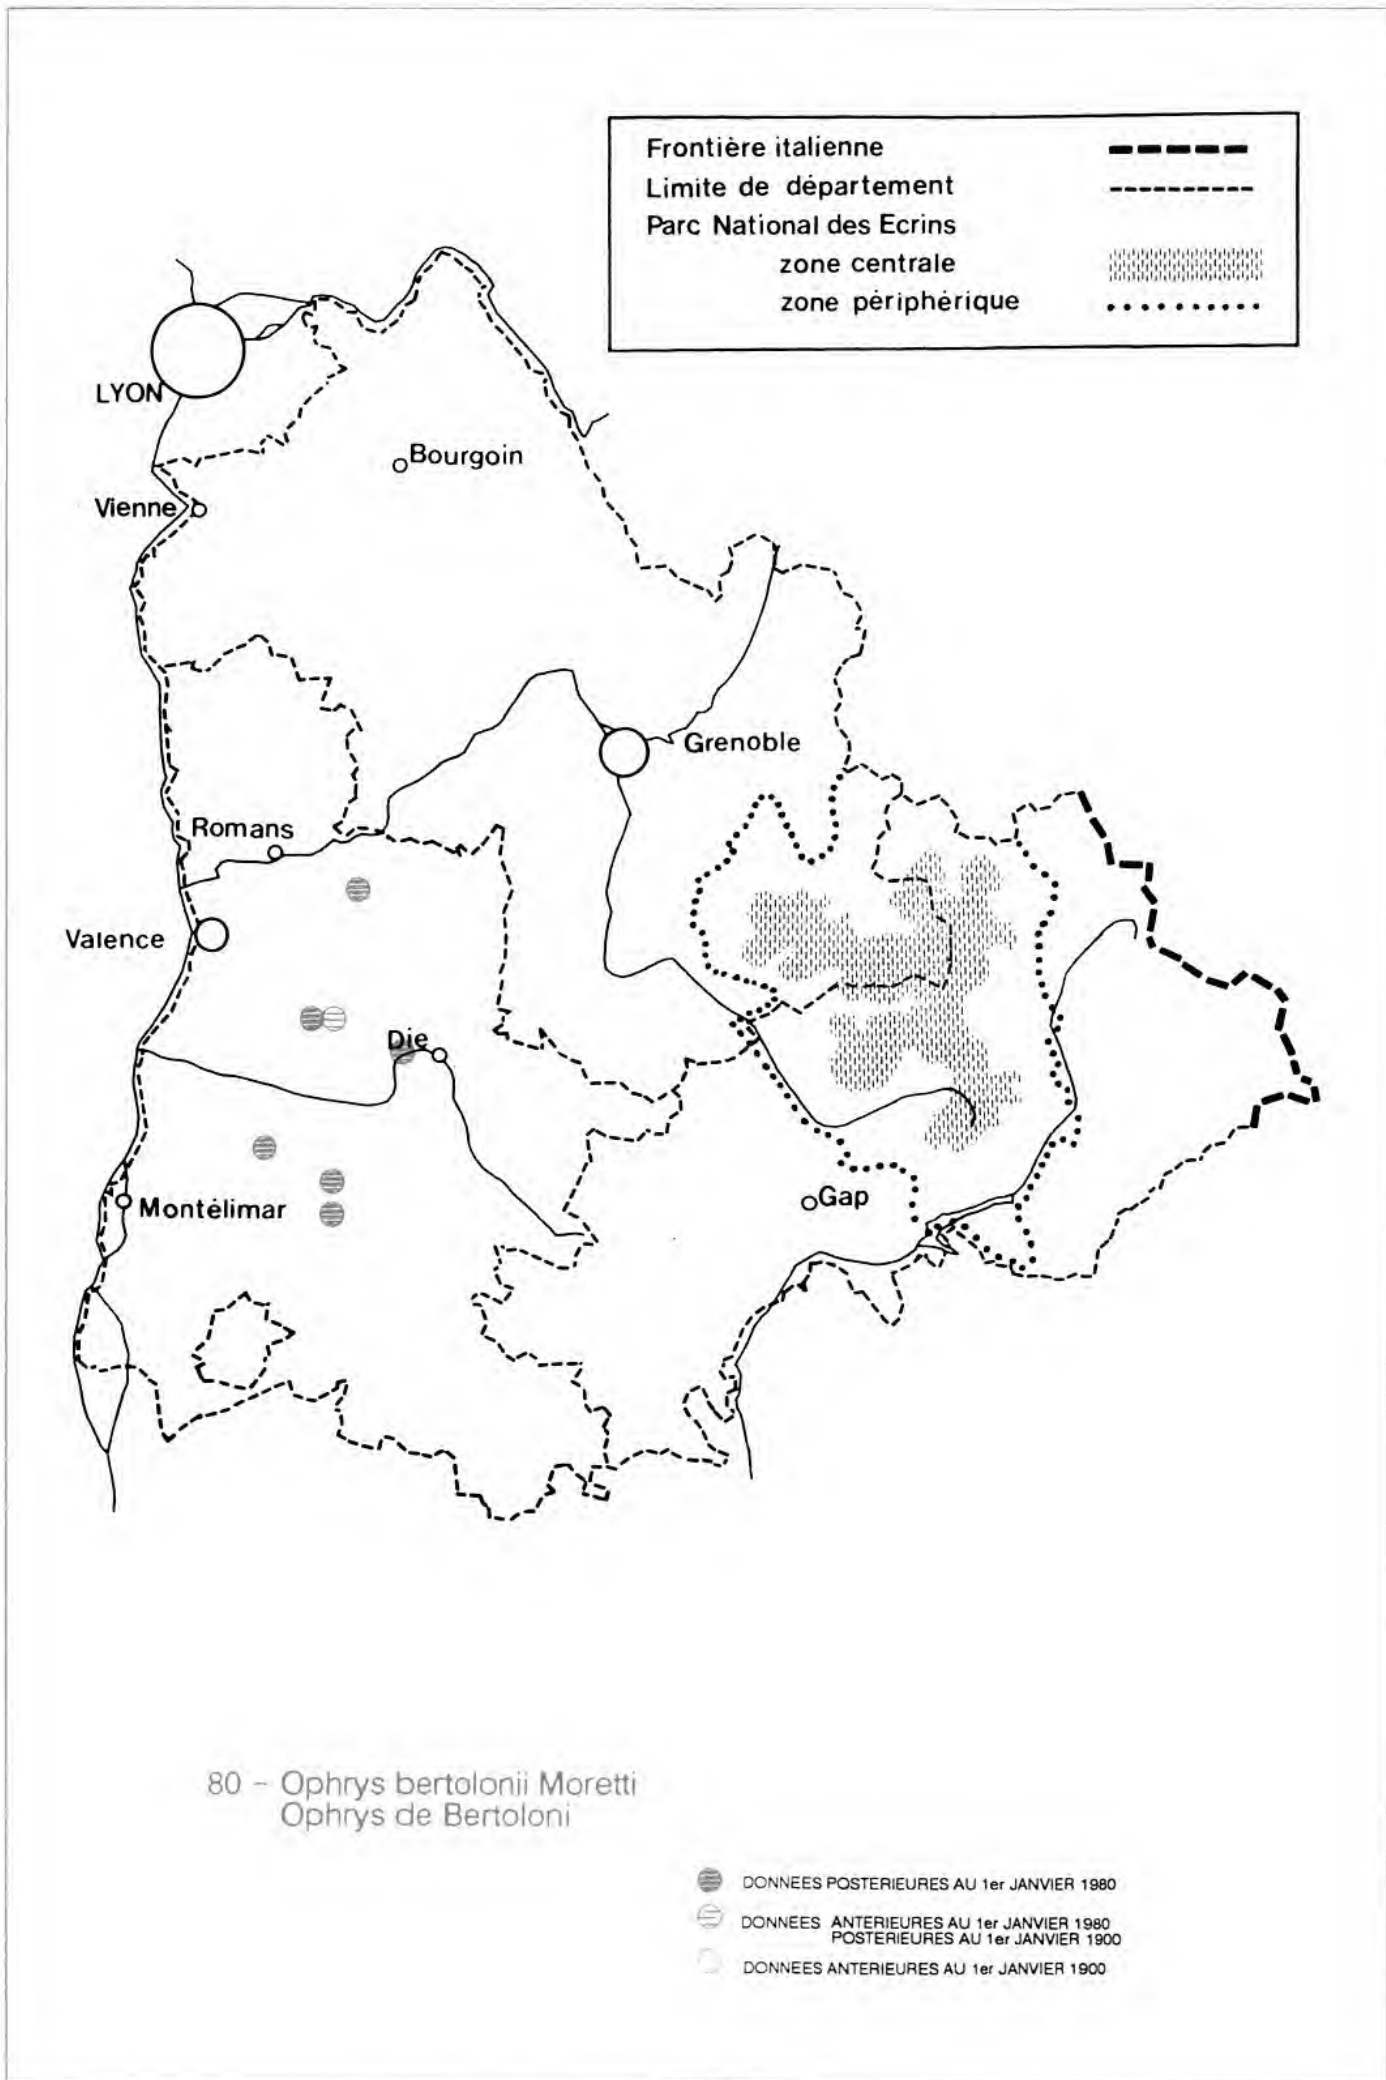 Frontière italienne
Limite de département
Parc National des Ecrins
zone centrale
zone périphérique
LYON
Bourgoin
Vienne
Grenoble
Romans
Valence
Die
Montélimar
Gap
80 - Ophrys bertolonii Moretti
Ophrys de Bertoloni
DONNEES POSTERIEURES AU 1er JANVIER 1980
DONNEES ANTERIEURES AU 1er JANVIER 1980
POSTERIEURES AU 1er JANVIER 1900
DONNEES ANTERIEURES AU 1er JANVIER 1900